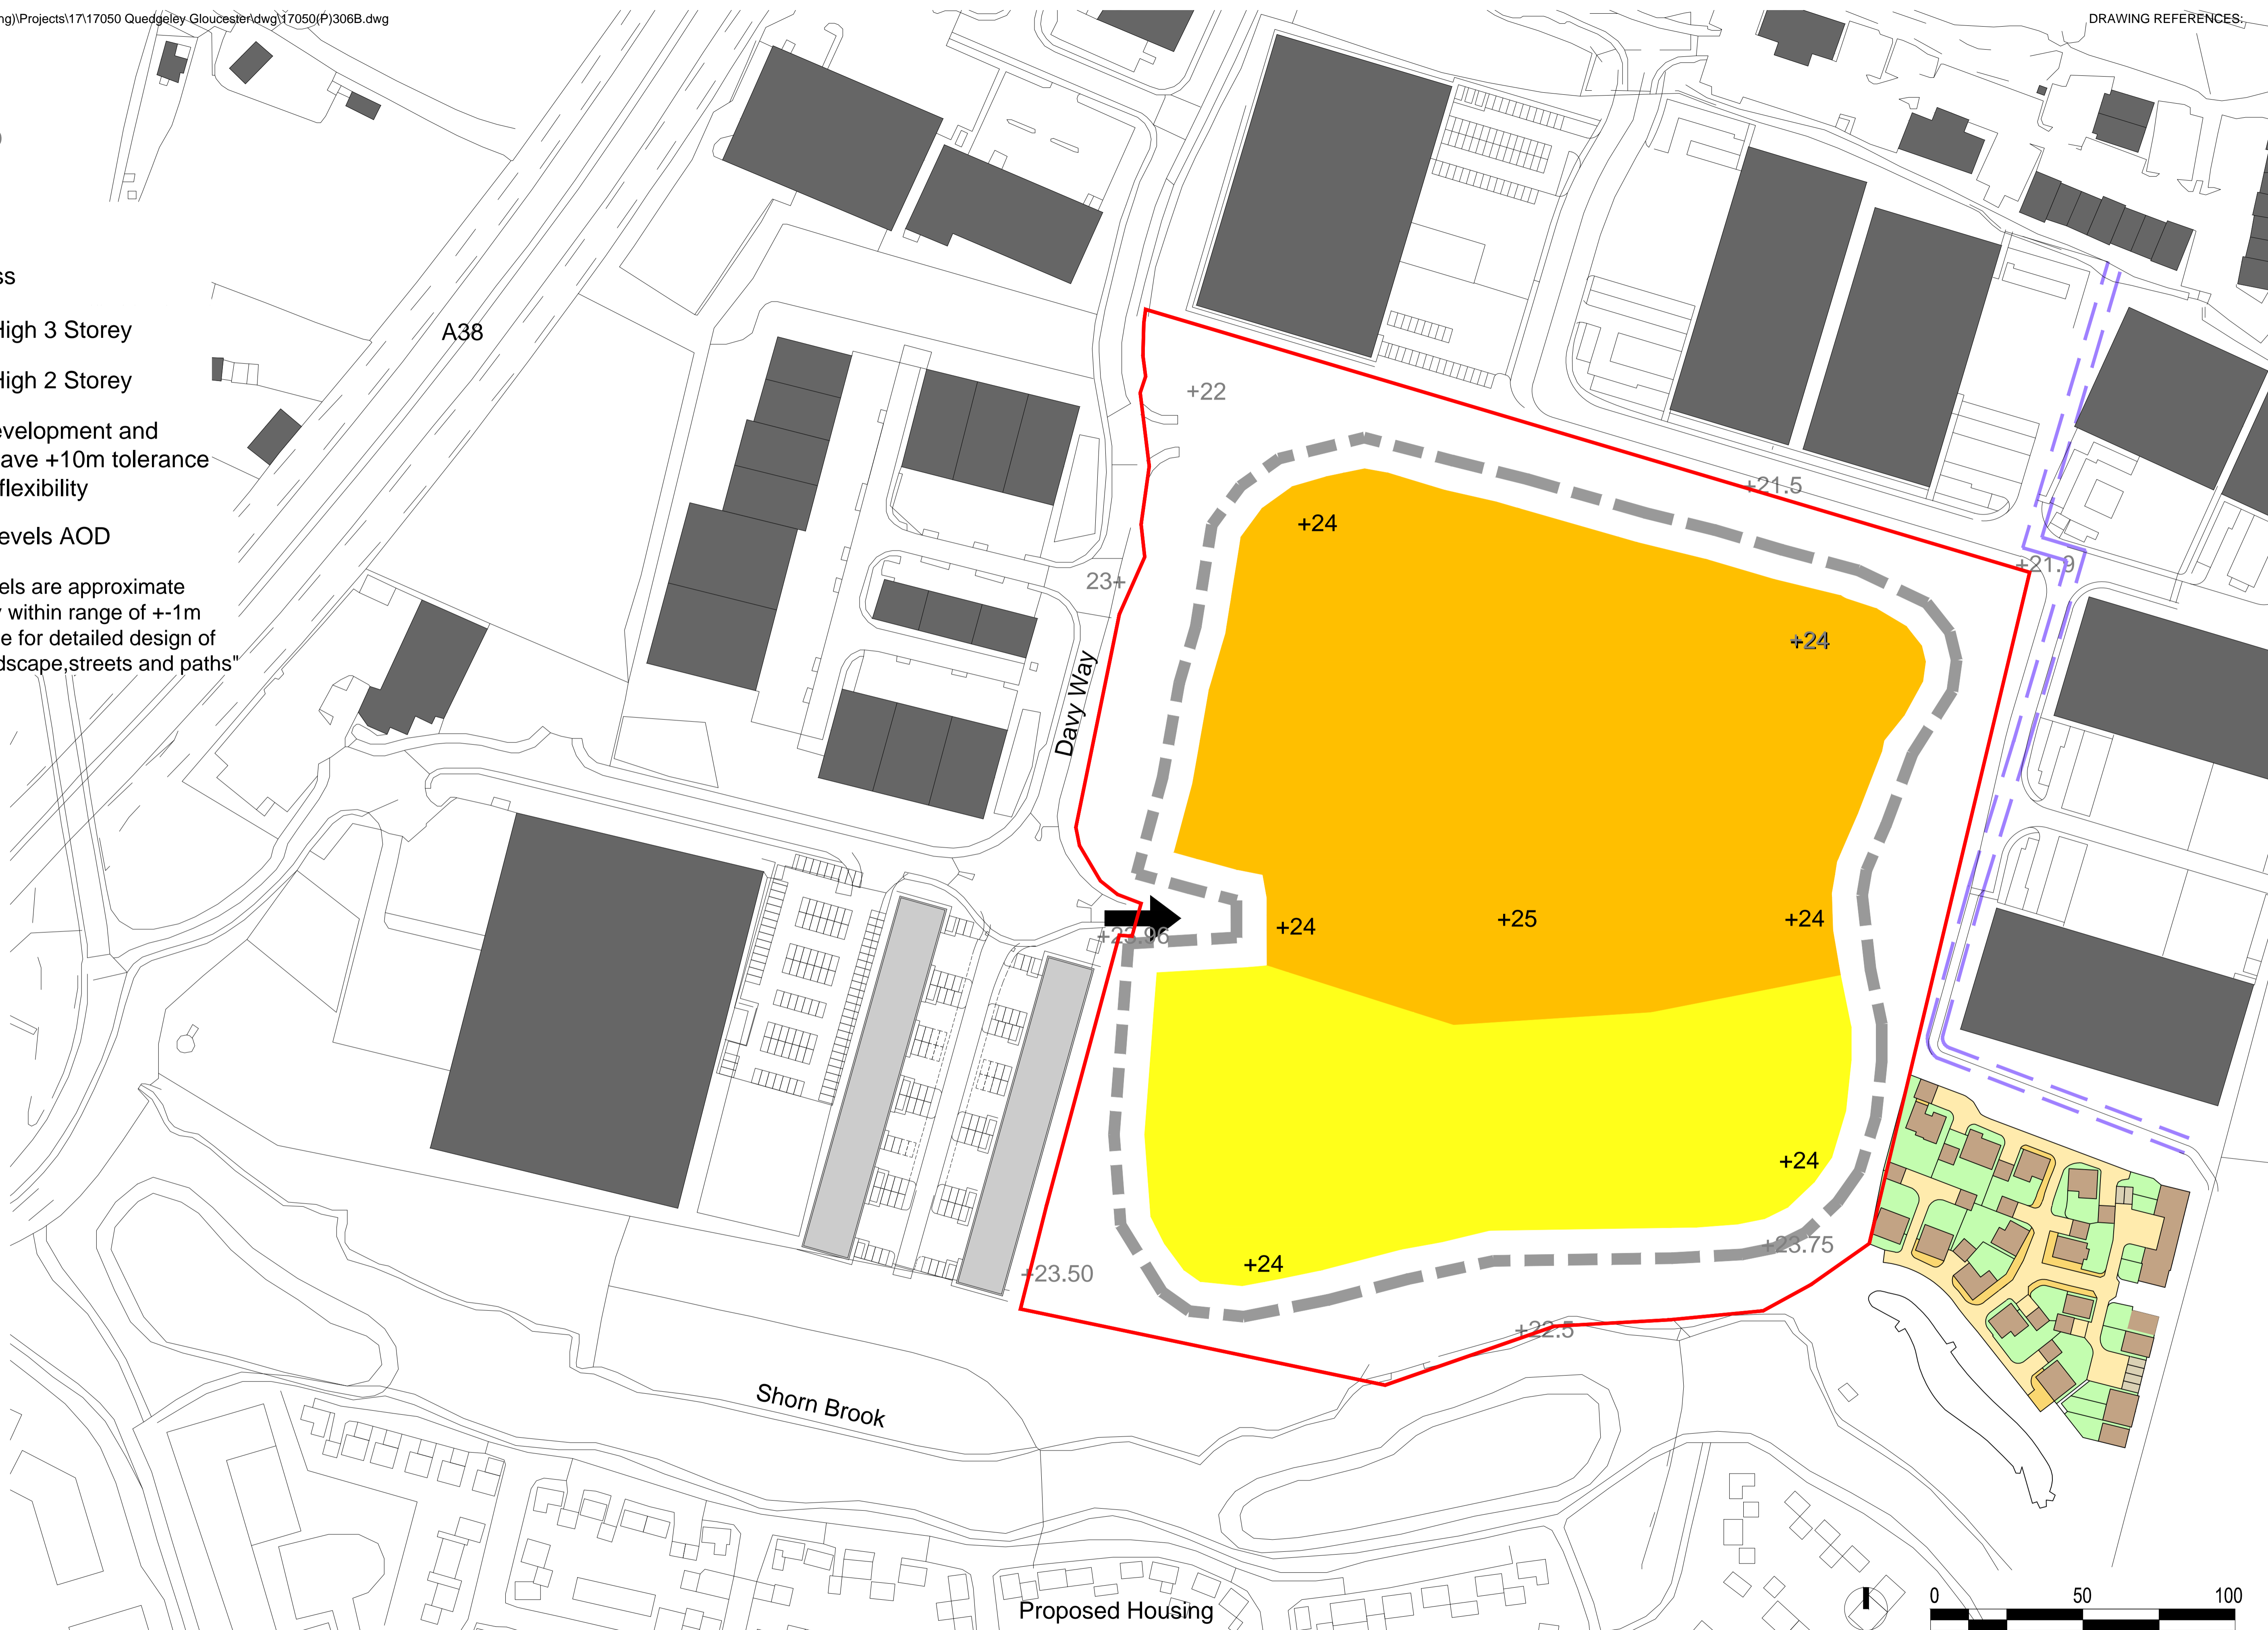 ng)\Projects\17\17050 Quedgeley Gloucester\dwg\17050(P)306B.dwg
DRAWING REFERENCES:
ss
High 3 Storey
High 2 Storey
evelopment and
ave +10m tolerance
flexibility
evels AOD
els are approximate
y within range of +-1m
e for detailed design of
dscape,streets and paths"
A38
+22
+21.5
+24
+21.9
23+
+24
Davy Way
+24
+25
+24
+23.96
+24
+23.75
+24
+23.50
+22.5
Shorn Brook
Proposed Housing
0 50 100